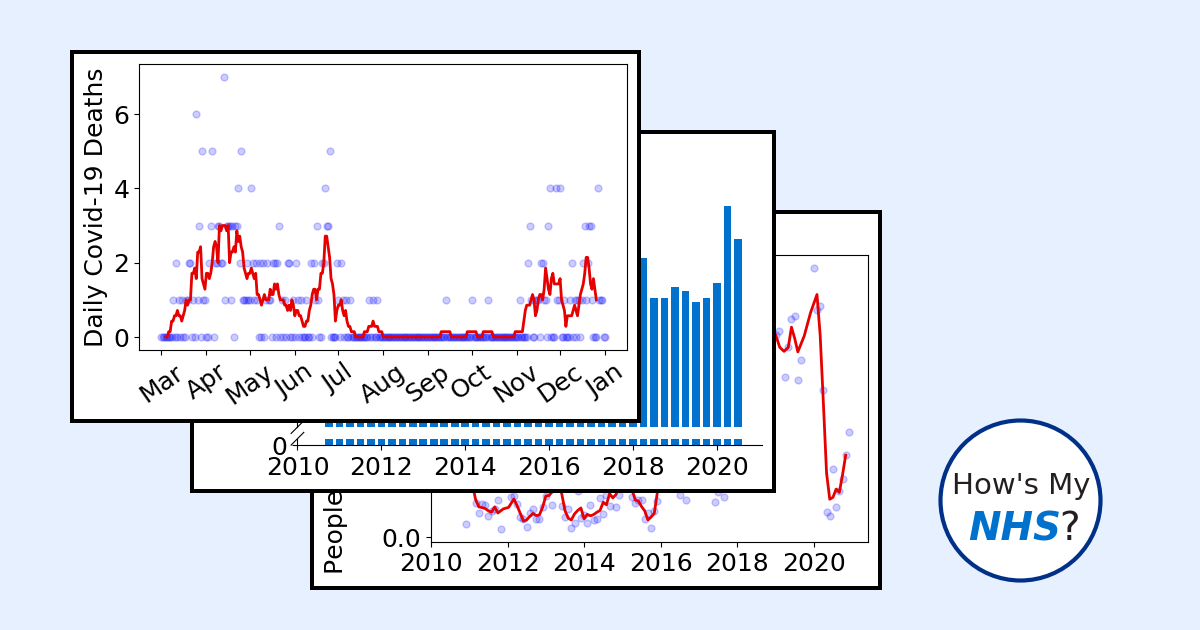 Daily Covid-19 Deaths
6
4
2
0
Mar Apr May Jun Jul Aug Sep Oct Nov Dec Jan
0
2010 2012 2014 2016 2018 2020
People
0.0
2010 2012 2014 2016 2018 2020
How's My
NHS?